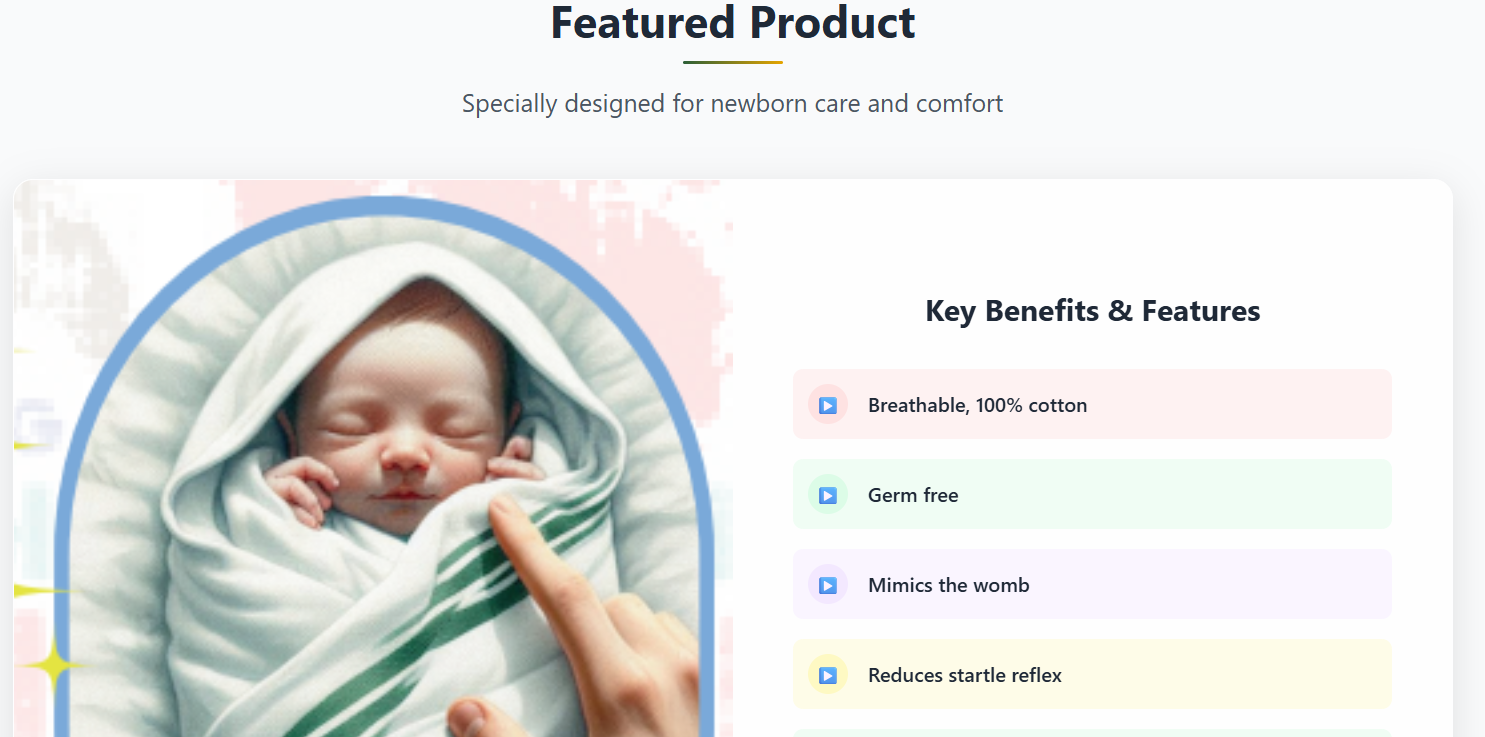 Featured Product
Specially designed for newborn care and comfort
Key Benefits & Features
Breathable, 100% cotton
Germ free
Mimics the womb
Reduces startle reflex